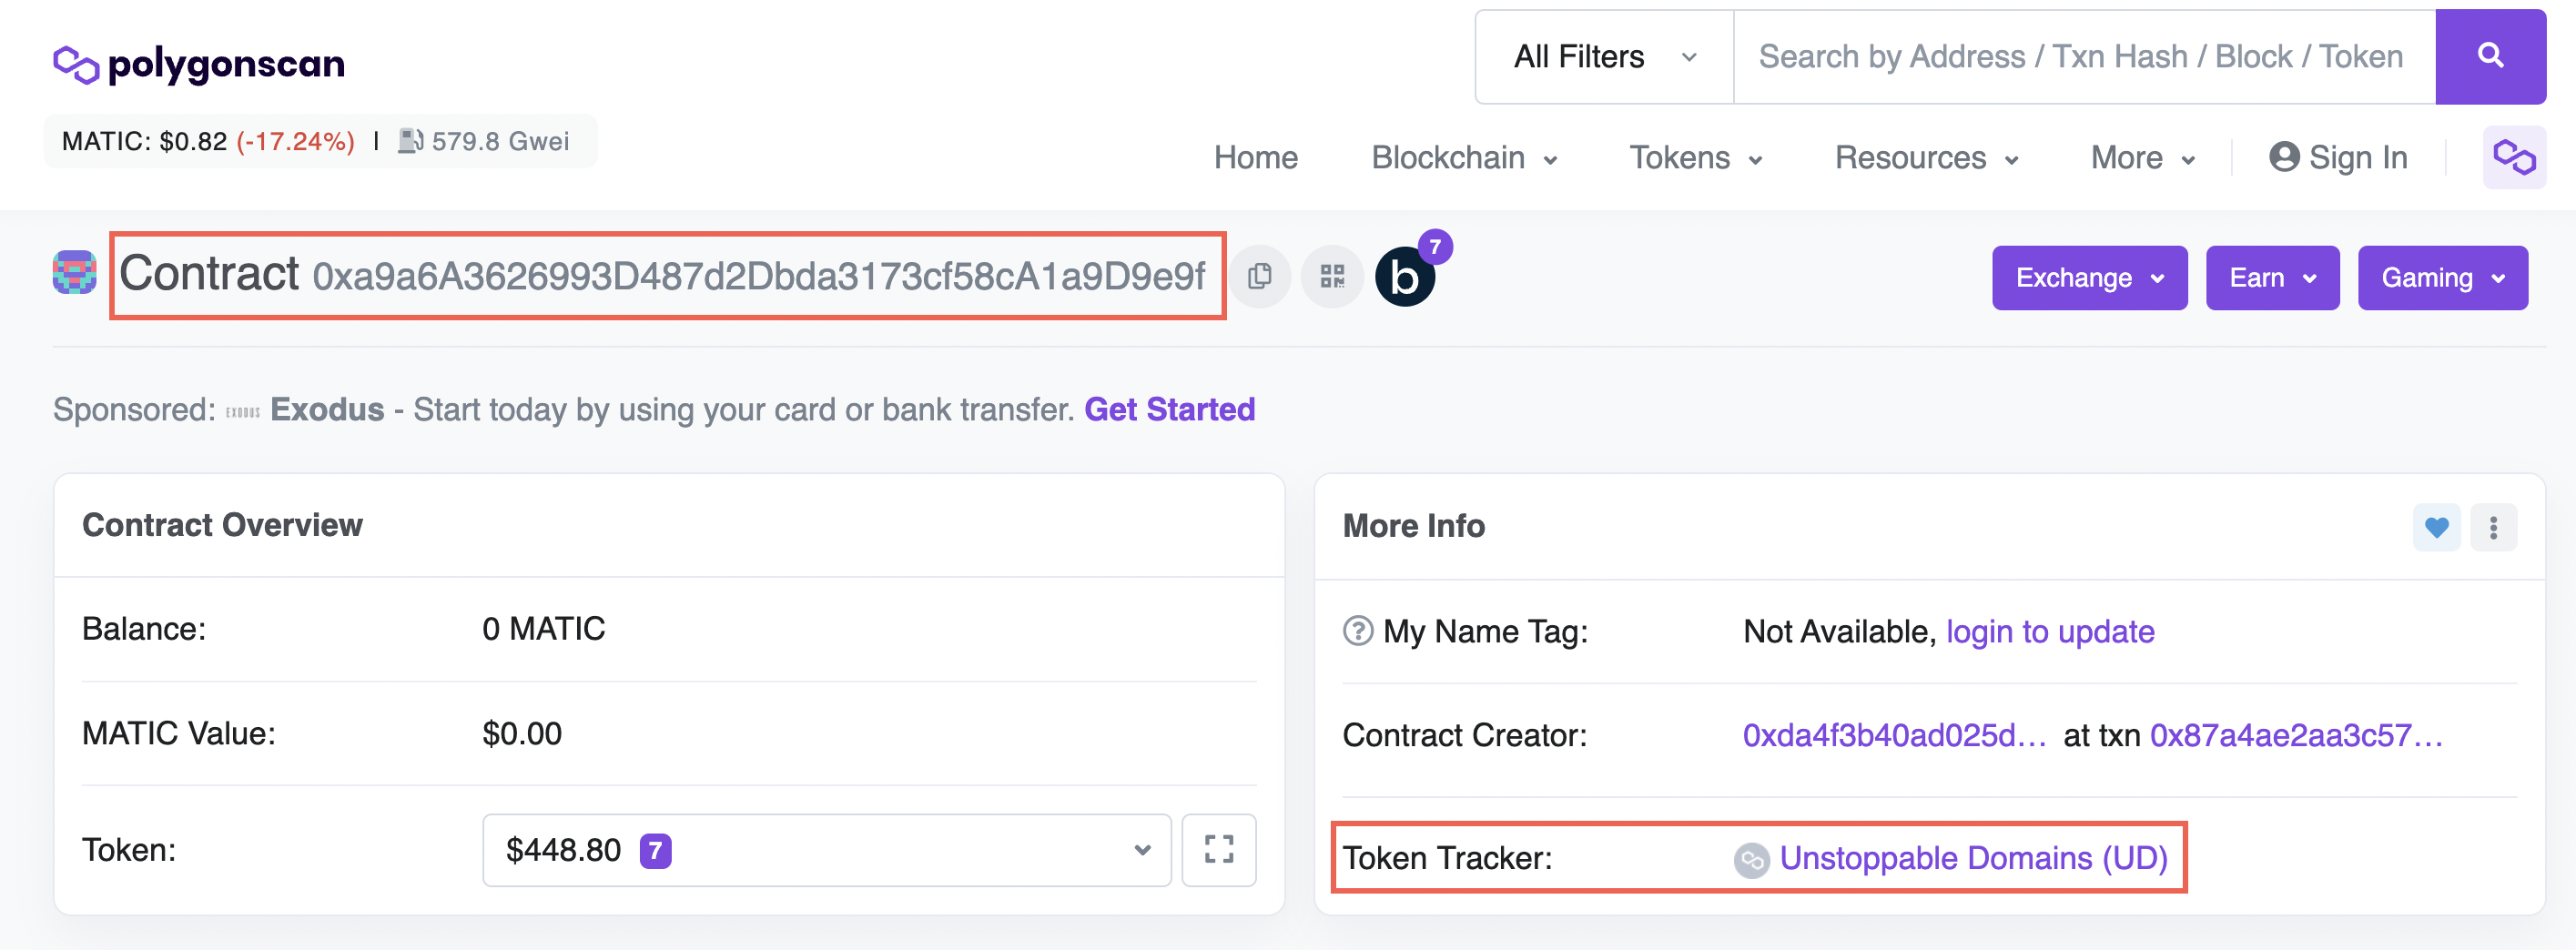 polygonscan
All Filters
Search by Address / Txn Hash / Block / Token
MATIC: $0.82 (-17.24%) | 579.8 Gwei
Home Blockchain Tokens Resources More Sign In
Contract 0xa9a6A3626993D487d2Dbda3173cf58cA1a9D9e9f
b 7
Exchange Earn Gaming
Sponsored: EXODUS Exodus - Start today by using your card or bank transfer. Get Started
Contract Overview
Balance: 0 MATIC
MATIC Value: $0.00
Token: $448.80 7
More Info
My Name Tag: Not Available, login to update
Contract Creator: 0xda4f3b40ad025d... at txn 0x87a4ae2aa3c57...
Token Tracker: Unstoppable Domains (UD)